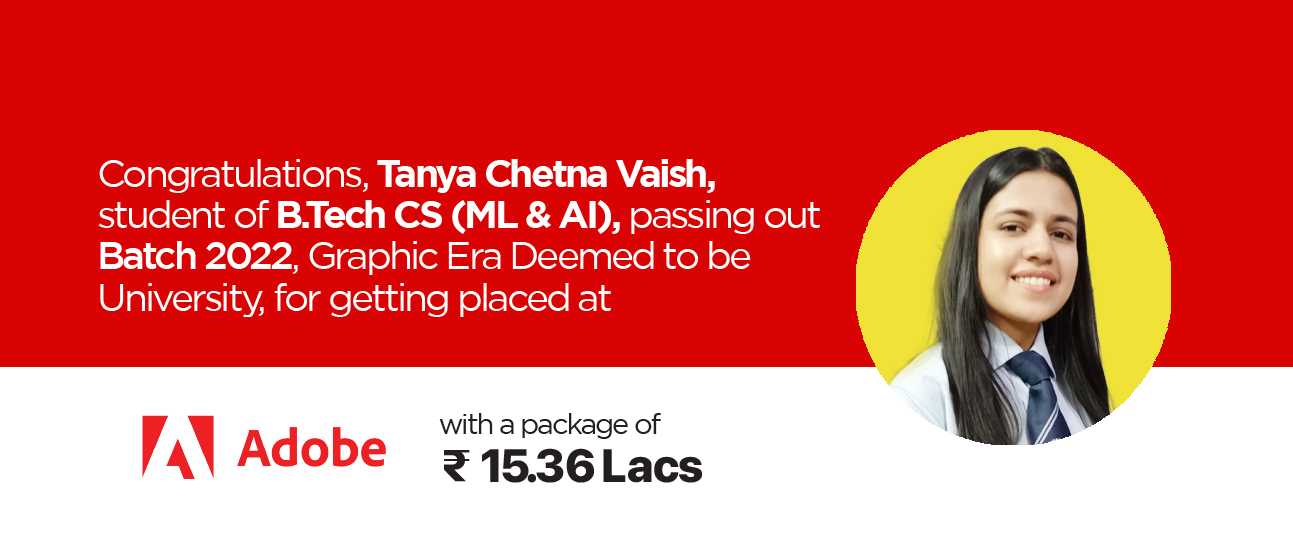 Congratulations, Tanya Chetna Vaish,
student of B.Tech CS (ML & AI), passing out
Batch 2022, Graphic Era Deemed to be
University, for getting placed at
Adobe
with a package of
₹ 15.36 Lacs